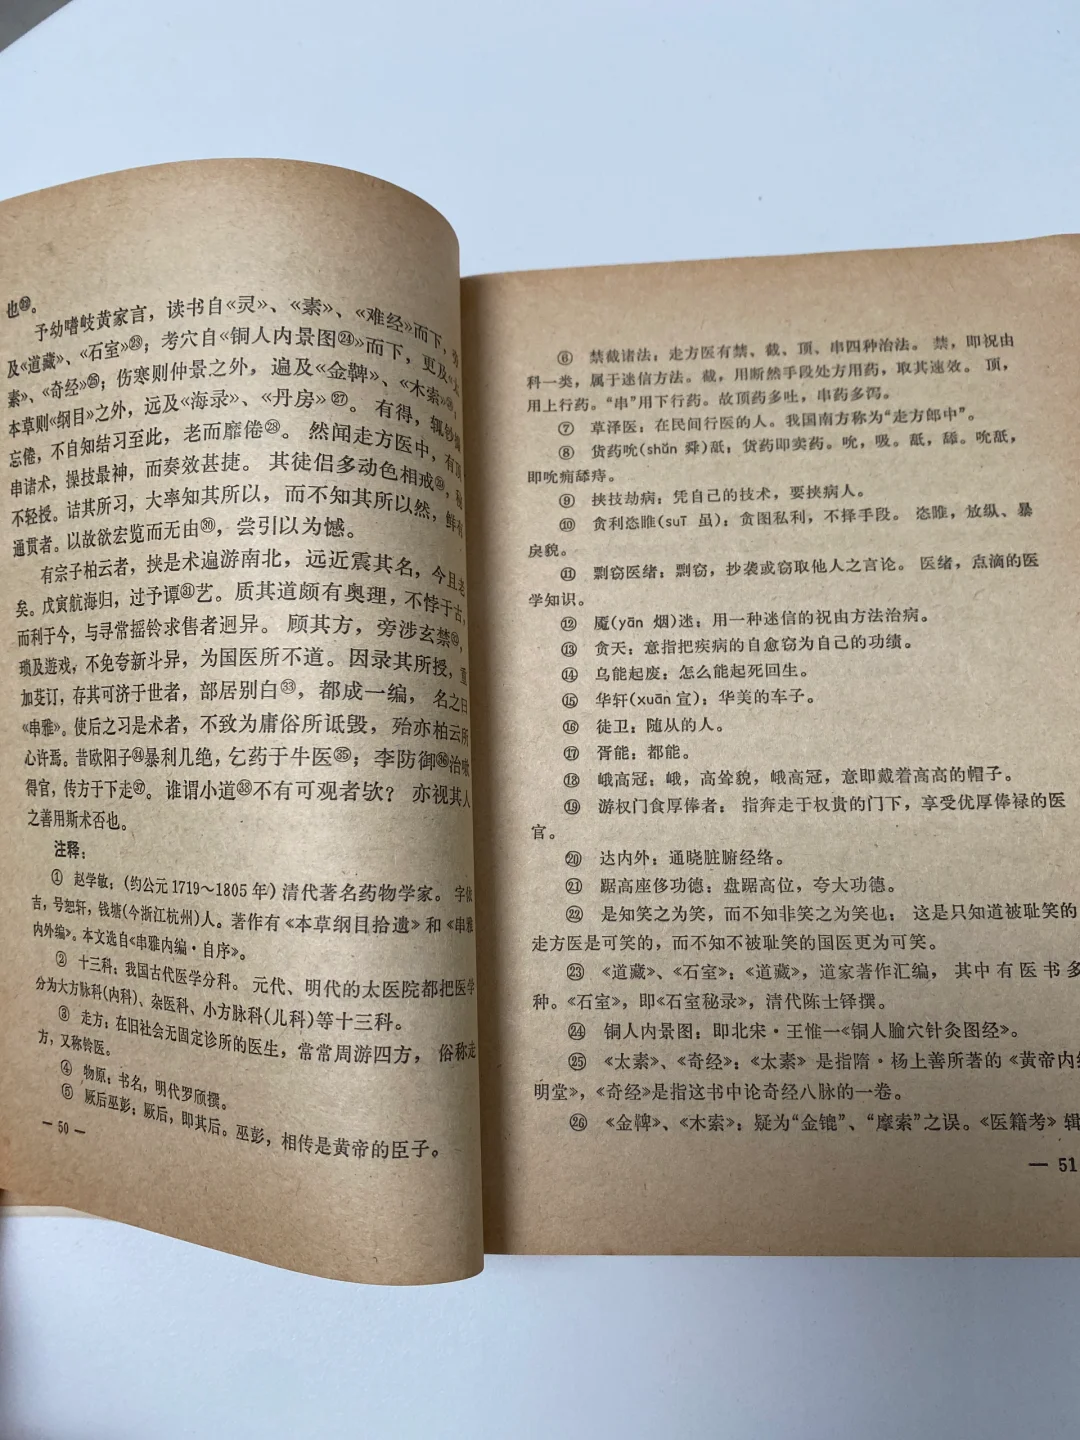 也㉒。
予幼嗜岐黄家言，读书自《灵》、《素》、《难经》而下，
及《道藏》、《石室》㉓；考穴自《铜人内景图㉔》而下，更及《太
素》、《奇经》㉕；伤寒则仲景之外，遍及《金鞞》、《木索》㉖，
本草则《纲目》之外，远及《海录》、《丹房》㉗。有得，辄钞
忘倦，不自知结习至此，老而靡倦㉘。然闻走方医中，有顶
串诸术，操技最神，而奏效甚捷。其徒侣多动色相戒㉙，秘
不轻授。诘其所习，大率知其所以，而不知其所以然，鲜有
通贯者。以故欲宏览而无由㉚，尝引以为憾。
有宗子柏云者，挟是术遍游南北，远近震其名，今且老
矣。戊寅航海归，过予谭㉛艺。质其道颇有奥理，不悖于古，
而利于今，与寻常摇铃求售者迥异。顾其方，旁涉玄禁㉜，
琐及遊戏，不免夸新斗异，为国医所不道。因录其所授，重
加芟订，存其可济于世者，部居别白㉝，都成一编，名之曰
《串雅》。使后之习是术者，不致为庸俗所诋毁，殆亦柏云所
心许焉。昔欧阳子㉞暴利几绝，乞药于牛医㉟；李防御㊱治嗽
得官，传方于下走㊲。谁谓小道㊳不有可观者欤？亦视其人
之善用斯术否也。
注释：
① 赵学敏：（约公元1719～1805年）清代著名药物学家。字依
吉，号恕轩，钱塘（今浙江杭州）人。著作有《本草纲目拾遗》和《串雅
内外编》。本文选自《串雅内编·自序》。
② 十三科：我国古代医学分科。元代、明代的太医院都把医学
分为大方脉科（内科）、杂医科、小方脉科（儿科）等十三科。
③ 走方：在旧社会无固定诊所的医生，常常周游四方，俗称走
方，又称铃医。
④ 物原：书名，明代罗颀撰。
⑤ 厥后巫彭：厥后，即其后。巫彭，相传是黄帝的臣子。
— 50 —
⑥ 禁截诸法：走方医有禁、截、顶、串四种治法。禁，即祝由
科一类，属于迷信方法。截，用断然手段处方用药，取其速效。顶，
用上行药。“串”用下行药。故顶药多吐，串药多泻。
⑦ 草泽医：在民间行医的人。我国南方称为“走方郎中”。
⑧ 货药吮(shǔn 舜)舐：货药即卖药。吮，吸。舐，舔。吮舐，
即吮痈舔痔。
⑨ 挟技劫病：凭自己的技术，要挟病人。
⑩ 贪利恣睢(suī 虽)：贪图私利，不择手段。恣睢，放纵、暴
戾貌。
⑪ 剽窃医绪：剽窃，抄袭或窃取他人之言论。医绪，点滴的医
学知识。
⑫ 魇(yān 烟)迷：用一种迷信的祝由方法治病。
⑬ 贪天：意指把疾病的自愈窃为自己的功绩。
⑭ 乌能起废：怎么能起死回生。
⑮ 华轩(xuān宣)：华美的车子。
⑯ 徒卫：随从的人。
⑰ 胥能：都能。
⑱ 峨高冠：峨，高耸貌，峨高冠，意即戴着高高的帽子。
⑲ 游权门食厚俸者：指奔走于权贵的门下，享受优厚俸禄的医
官。
⑳ 达内外：通晓脏腑经络。
㉑ 踞高座侈功德：盘踞高位，夸大功德。
㉒ 是知笑之为笑，而不知非笑之为笑也：这是只知道被耻笑的
走方医是可笑的，而不知不被耻笑的国医更为可笑。
㉓ 《道藏》、《石室》：《道藏》，道家著作汇编，其中有医书多
种。《石室》，即《石室秘录》，清代陈士铎撰。
㉔ 铜人内景图：即北宋·王惟一《铜人腧穴针灸图经》。
㉕ 《太素》、《奇经》：《太素》是指隋·杨上善所著的《黄帝内经
明堂》，《奇经》是指这书中论奇经八脉的一卷。
㉖ 《金鞞》、《木索》：疑为“金铠”、“摩索”之误。《医籍考》辑
— 51